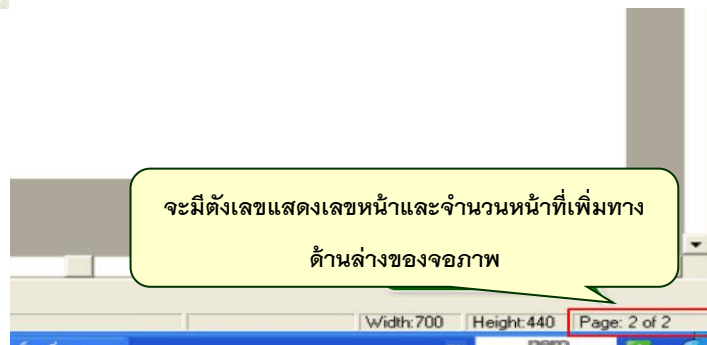 จะมีตังเลขแสดงเลขหน้าและจำนวนหน้าที่เพิ่มทาง
ด้านล่างของจอภาพ
Width:700 Height:440 Page: 2 of 2